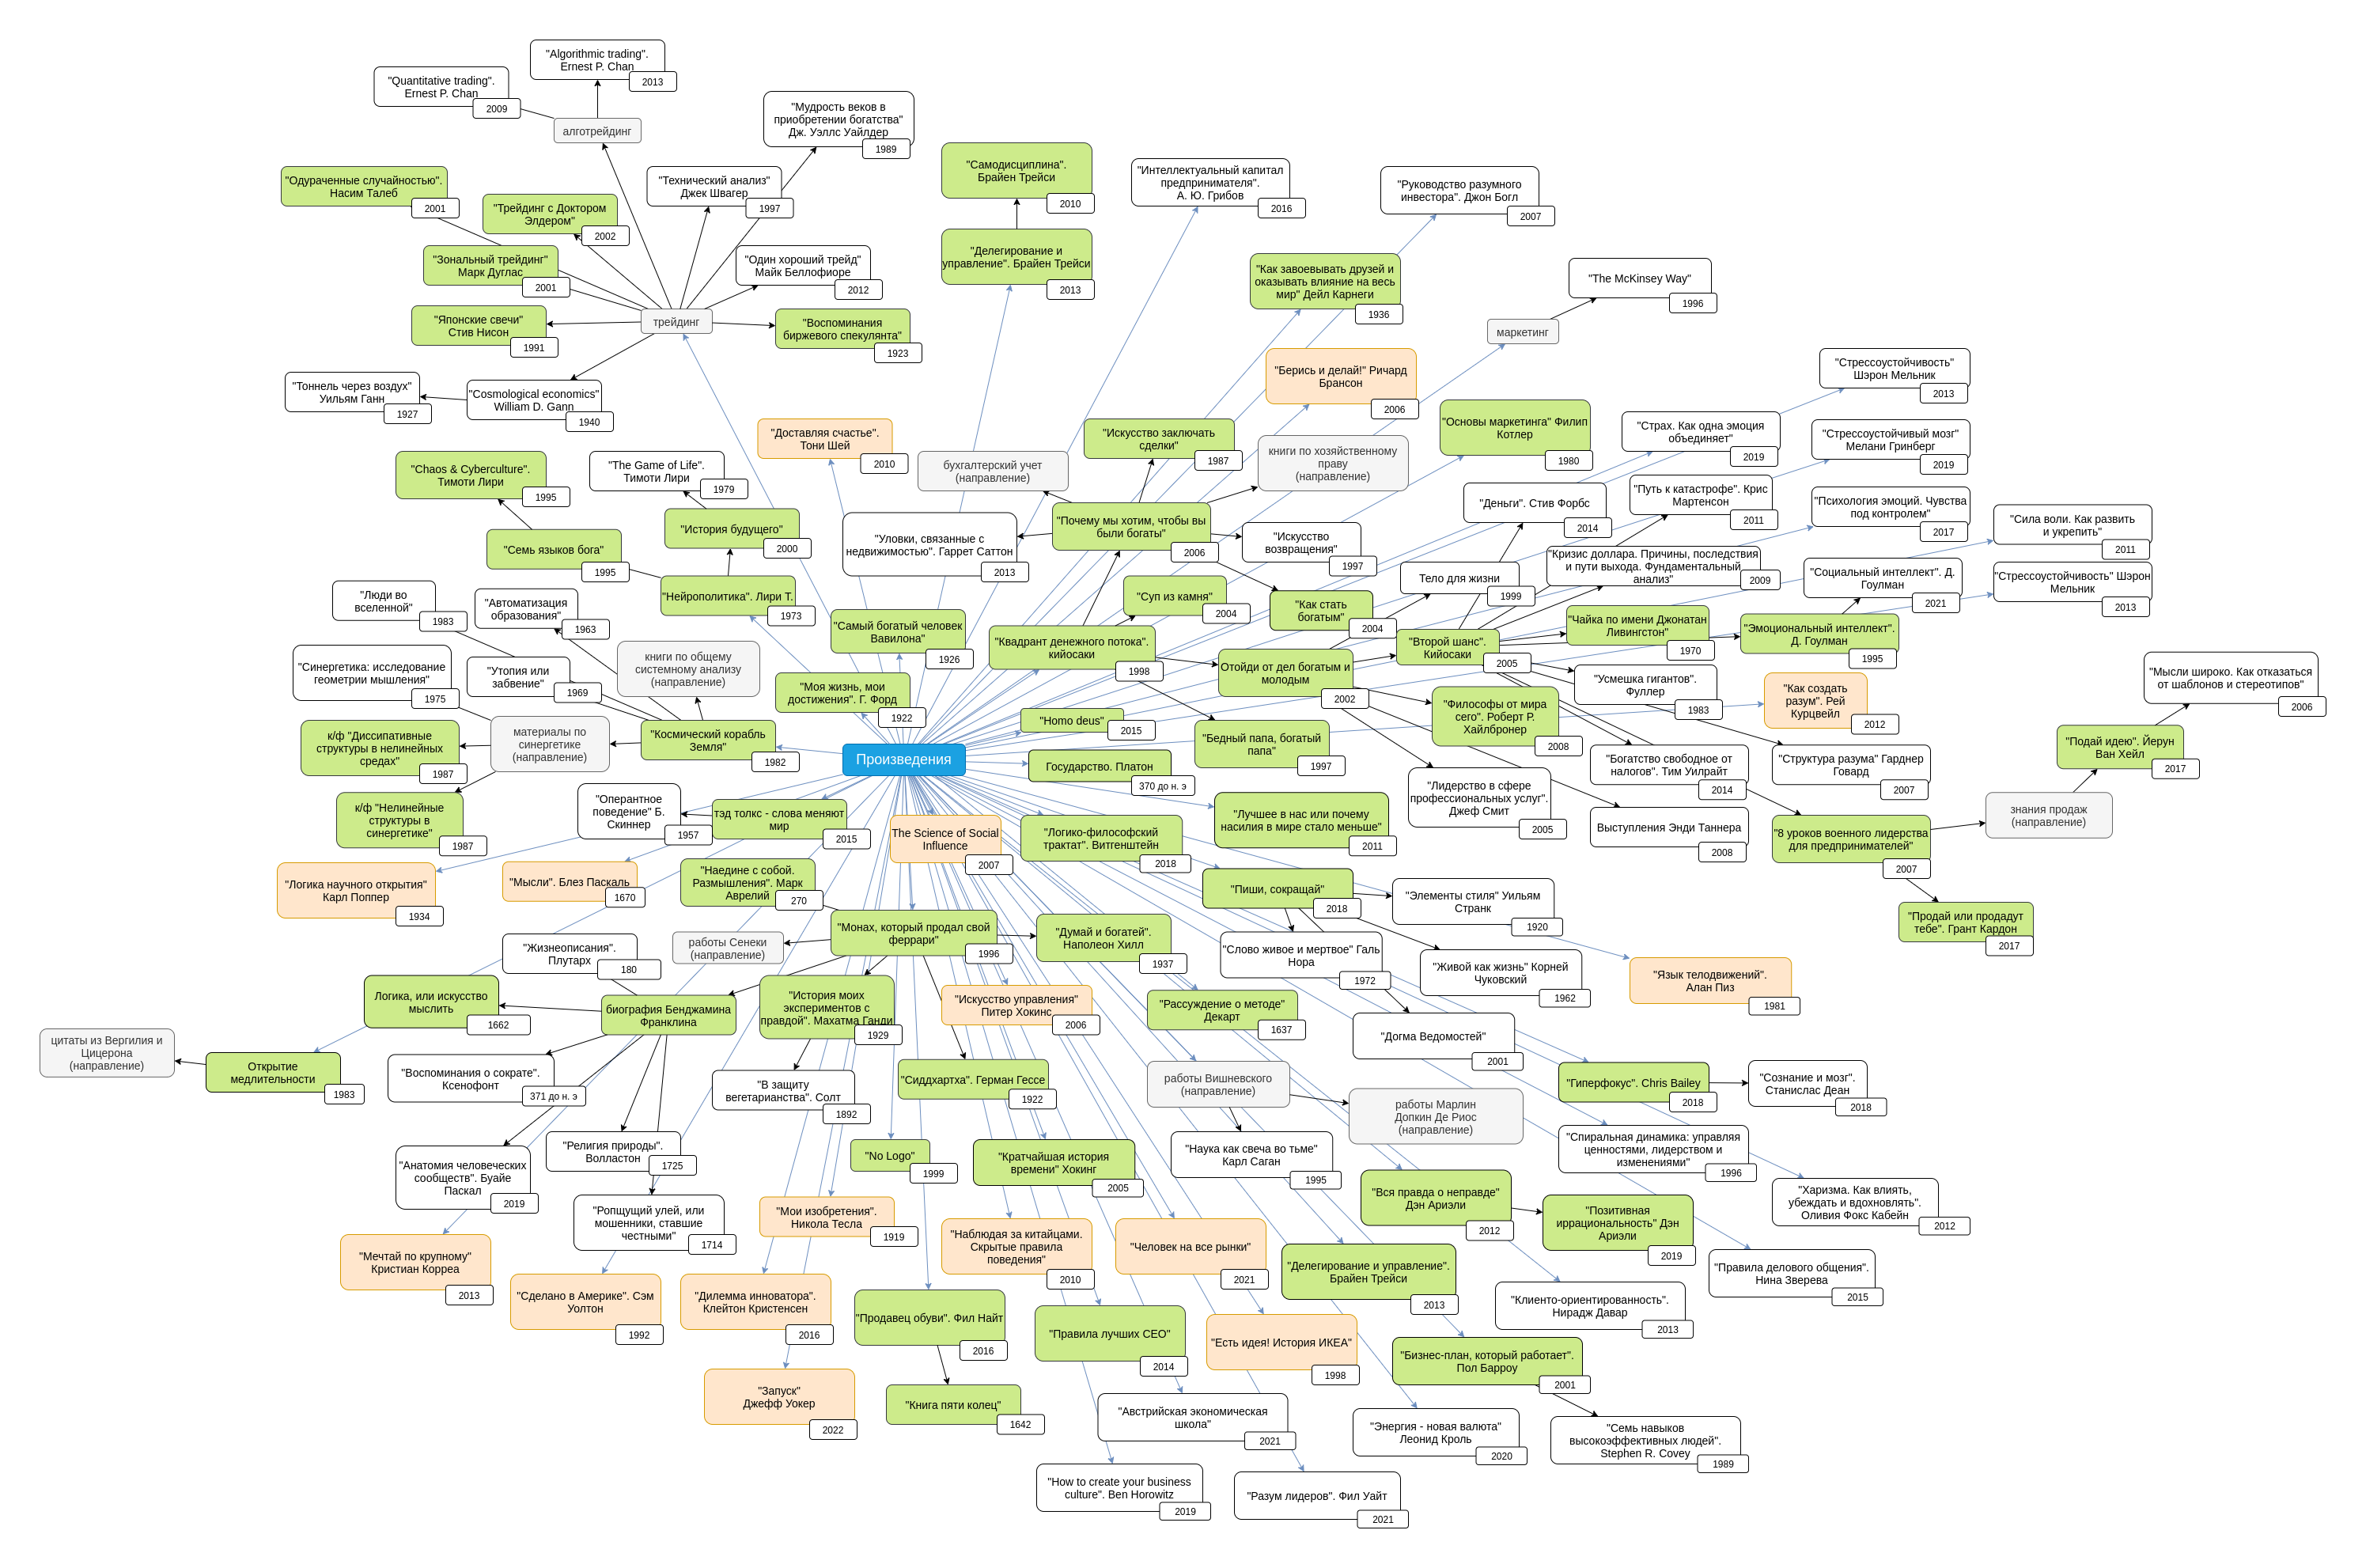 "Algorithmic trading".
Ernest P. Chan
2013
"Quantitative trading".
Ernest P. Chan
2009
алготрейдинг
"Мудрость веков в
приобретении богатства"
Дж. Уэллс Уайлдер
1989
"Одураченные случайностью".
Насим Талеб
2001
"Трейдинг с Доктором
Элдером"
2002
"Технический анализ"
Джек Швагер
1997
"Зональный трейдинг"
Марк Дуглас
2001
"Один хороший трейд"
Майк Беллофиоре
2012
"Японские свечи"
Стив Нисон
1991
трейдинг
"Воспоминания
биржевого спекулянта"
1923
"Тоннель через воздух"
Уильям Ганн
1927
"Cosmological economics"
William D. Gann
1940
"Самодисциплина".
Брайен Трейси
2010
"Делегирование и
управление". Брайен Трейси
2013
"Интеллектуальный капитал
предпринимателя".
А. Ю. Грибов
2016
"Руководство разумного
инвестора". Джон Богл
2007
"Как завоевывать друзей и
оказывать влияние на весь
мир" Дейл Карнеги
1936
"The McKinsey Way"
1996
маркетинг
"Берись и делай!" Ричард
Брансон
2006
"Стрессоустойчивость"
Шэрон Мельник
2013
"Доставляя счастье".
Тони Шей
2010
бухгалтерский учет
(направление)
"Искусство заключать
сделки"
1987
книги по хозяйственному
праву
(направление)
"Основы маркетинга" Филип
Котлер
1980
"Страх. Как одна эмоция
объединяет"
2019
"Стрессоустойчивый мозг"
Мелани Гринберг
2019
"Chaos & Cyberculture".
Тимоти Лири
1995
"The Game of Life".
Тимоти Лири
1979
"История будущего"
2000
"Семь языков бога"
1995
"Нейрополитика". Лири Т.
1973
"Уловки, связанные с
недвижимостью". Гаррет Саттон
2013
"Почему мы хотим, чтобы вы
были богаты"
2006
"Искусство
возвращения"
1997
"Деньги". Стив Форбс
2014
"Путь к катастрофе". Крис
Мартенсон
2011
"Психология эмоций. Чувства
под контролем"
2017
"Сила воли. Как развить
и укрепить"
2011
"Кризис доллара. Причины, последствия
и пути выхода. Фундаментальный
анализ"
2009
Тело для жизни
1999
"Социальный интеллект". Д.
Гоулман
2021
"Стрессоустойчивость" Шэрон
Мельник
2013
"Люди во
вселенной"
1983
"Автоматизация
образования"
1963
"Суп из камня"
2004
"Как стать
богатым"
2004
"Самый богатый человек
Вавилона"
1926
"Квадрант денежного потока".
кийосаки
1998
"Второй шанс".
Кийосаки
2005
"Чайка по имени Джонатан
Ливингстон"
1970
"Эмоциональный интеллект".
Д. Гоулман
1995
"Синергетика: исследование
геометрии мышления"
1975
"Утопия или
забвение"
1969
книги по общему
системному анализу
(направление)
"Моя жизнь, мои
достижения". Г. Форд
1922
Отойди от дел богатым и
молодым
2002
"Усмешка гигантов".
Фуллер
1983
"Как создать
разум". Рей
Курцвейл
2012
"Мысли широко. Как отказаться
от шаблонов и стереотипов"
2006
"Философы от мира
сего". Роберт Р.
Хайлбронер
2008
"Homo deus"
2015
"Бедный папа, богатый
папа"
1997
к/ф "Диссипативные
структуры в нелинейных
средах"
1987
материалы по
синергетике
(направление)
"Космический корабль
Земля"
1982
Произведения
Государство. Платон
370 до н. э
"Богатство свободное от
налогов". Тим Уилрайт
2014
"Структура разума" Гарднер
Говард
2007
"Подай идею". Йерун
Ван Хейл
2017
"Лидерство в сфере
профессиональных услуг".
Джеф Смит
2005
к/ф "Нелинейные
структуры в
синергетике"
1987
"Оперантное
поведение" Б.
Скиннер
1957
тэд толкс - слова меняют
мир
2015
The Science of Social
Influence
2007
"Логико-философский
трактат". Витгенштейн
2018
"Лучшее в нас или почему
насилия в мире стало меньше"
2011
Выступления Энди Таннера
2008
"8 уроков военного лидерства
для предпринимателей"
2007
знания продаж
(направление)
"Логика научного открытия"
Карл Поппер
1934
"Мысли". Блез Паскаль
1670
"Наедине с собой.
Размышления". Марк
Аврелий
270
"Пиши, сокращай"
2018
"Элементы стиля" Уильям
Странк
1920
"Продай или продадут
тебе". Грант Кардон
2017
"Жизнеописания".
Плутарх
180
работы Сенеки
(направление)
"Монах, который продал свой
феррари"
1996
"Думай и богатей".
Наполеон Хилл
1937
"Слово живое и мертвое" Галь
Нора
1972
"Живой как жизнь" Корней
Чуковский
1962
"Язык телодвижений".
Алан Пиз
1981
Логика, или искусство
мыслить
1662
биография Бенджамина
Франклина
"История моих
экспериментов с
правдой". Махатма Ганди
1929
"Искусство управления"
Питер Хокинс
2006
"Рассуждение о методе"
Декарт
1637
"Догма Ведомостей"
2001
цитаты из Вергилия и
Цицерона
(направление)
Открытие
медлительности
1983
"Воспоминания о сократе".
Ксенофонт
371 до н. э
"В защиту
вегетарианства". Солт
1892
"Сиддхартха". Герман Гессе
1922
работы Вишневского
(направление)
работы Марлин
Допкин Де Риос
(направление)
"Гиперфокус". Chris Bailey
2018
"Сознание и мозг".
Станислас Деан
2018
"Анатомия человеческих
сообществ". Буайе
Паскал
2019
"Религия природы".
Волластон
1725
"No Logo"
1999
"Кратчайшая история
времени" Хокинг
2005
"Наука как свеча во тьме"
Карл Саган
1995
"Спиральная динамика: управляя
ценностями, лидерством и
изменениями"
1996
"Вся правда о неправде"
Дэн Ариэли
2012
"Позитивная
иррациональность" Дэн
Ариэли
2019
"Харизма. Как влиять,
убеждать и вдохновлять".
Оливия Фокс Кабейн
2012
"Ропщущий улей, или
мошенники, ставшие
честными"
1714
"Мои изобретения".
Никола Тесла
1919
"Наблюдая за китайцами.
Скрытые правила
поведения"
2010
"Человек на все рынки"
2021
"Мечтай по крупному"
Кристиан Корреа
2013
"Делегирование и управление".
Брайен Трейси
2013
"Правила делового общения".
Нина Зверева
2015
"Сделано в Америке". Сэм
Уолтон
1992
"Дилемма инноватора".
Клейтон Кристенсен
2016
"Продавец обуви". Фил Найт
2016
"Правила лучших CEO"
2014
"Есть идея! История ИКЕА"
1998
"Клиенто-ориентированность".
Нирадж Давар
2013
"Бизнес-план, который работает".
Пол Барроу
2001
"Запуск"
Джефф Уокер
2022
"Книга пяти колец"
1642
"Австрийская экономическая
школа"
2021
"Энергия - новая валюта"
Леонид Кроль
2020
"Семь навыков
высокоэффективных людей".
Stephen R. Covey
1989
"How to create your business
culture". Ben Horowitz
2019
"Разум лидеров". Фил Уайт
2021